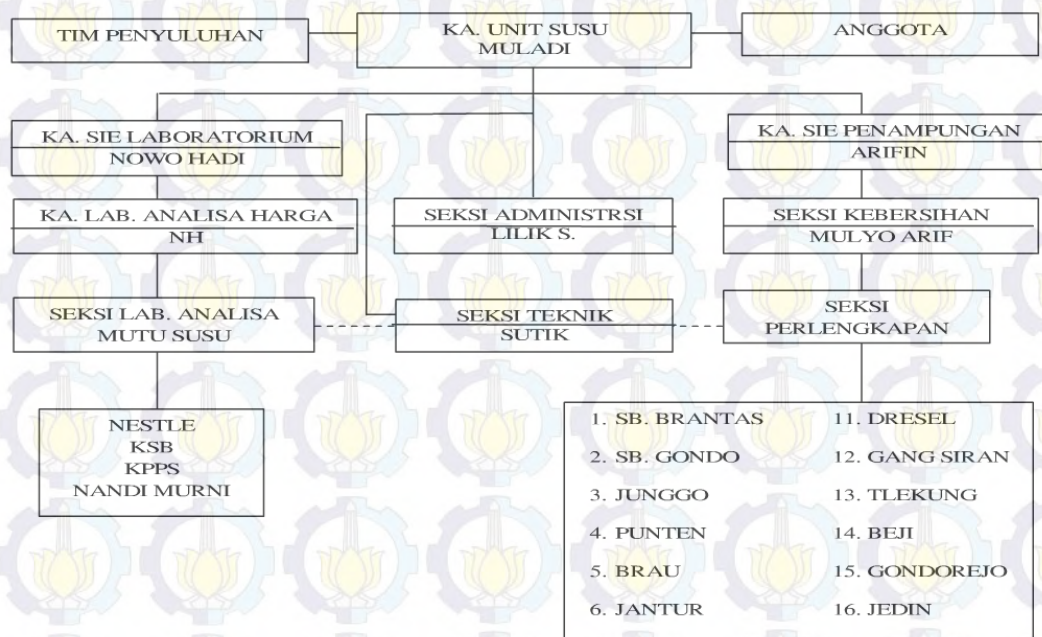 TIM PENYULUHAN
KA. UNIT SUSU
MULADI
ANGGOTA
KA. SIE LABORATORIUM
NOWO HADI
KA. SIE PENAMPUNGAN
ARIFIN
KA. LAB. ANALISA HARGA
NH
SEKSI ADMINISTRSI
LILIK S.
SEKSI KEBERSIHAN
MULYO ARIF
SEKSI LAB. ANALISA
MUTU SUSU
SEKSI TEKNIK
SUTIK
SEKSI
PERLENGKAPAN
NESTLE
KSB
KPPS
NANDI MURNI
1. SB. BRANTAS
2. SB. GONDO
3. JUNGGO
4. PUNTEN
5. BRAU
6. JANTUR
11. DRESEL
12. GANG SIRAN
13. TLEKUNG
14. BEJI
15. GONDOREJO
16. JEDIN